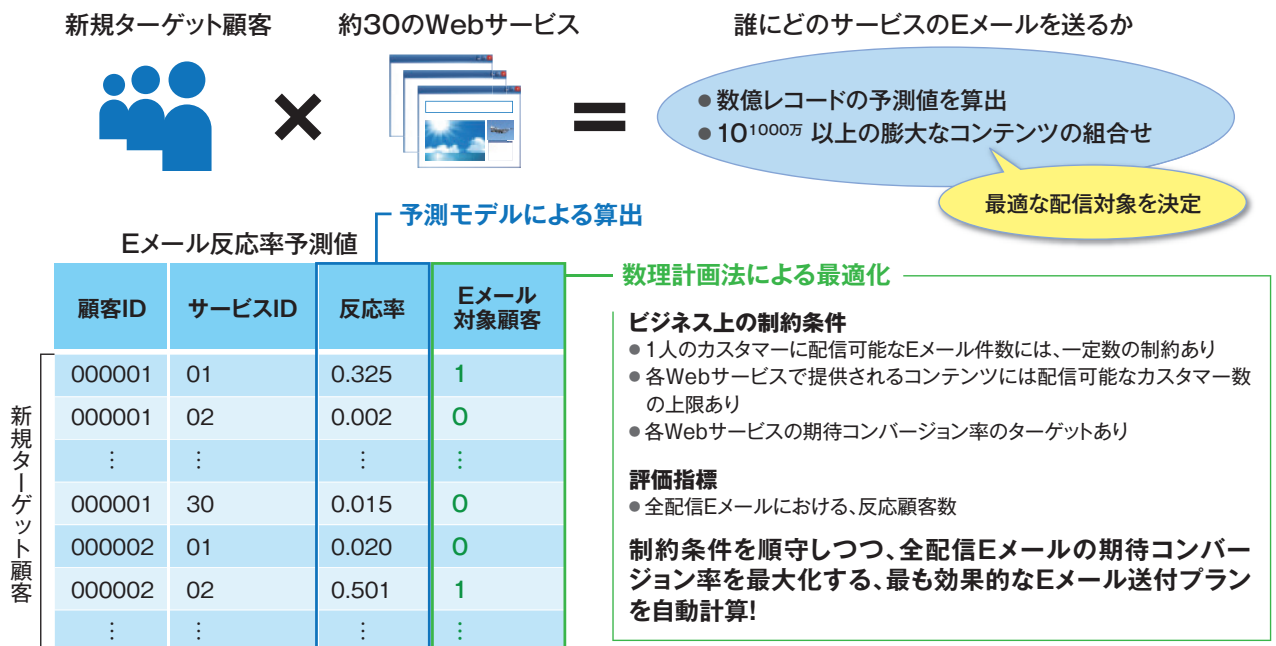 新規ターゲット顧客
約30のWebサービス
誰にどのサービスのEメールを送るか
×
=
● 数億レコードの予測値を算出
● 10¹⁰⁰⁰万 以上の膨大なコンテンツの組合せ
最適な配信対象を決定
予測モデルによる算出
Eメール反応率予測値
顧客ID サービスID 反応率 Eメール
対象顧客
000001 01 0.325 1
000001 02 0.002 0
⋮ ⋮ ⋮ ⋮
000001 30 0.015 0
000002 01 0.020 0
000002 02 0.501 1
⋮ ⋮ ⋮ ⋮
新規ターゲット顧客
数理計画法による最適化
ビジネス上の制約条件
● 1人のカスタマーに配信可能なEメール件数には、一定数の制約あり
● 各Webサービスで提供されるコンテンツには配信可能なカスタマー数
の上限あり
● 各Webサービスの期待コンバージョン率のターゲットあり
評価指標
● 全配信Eメールにおける、反応顧客数
制約条件を順守しつつ、全配信Eメールの期待コンバー
ジョン率を最大化する、最も効果的なEメール送付プラン
を自動計算!